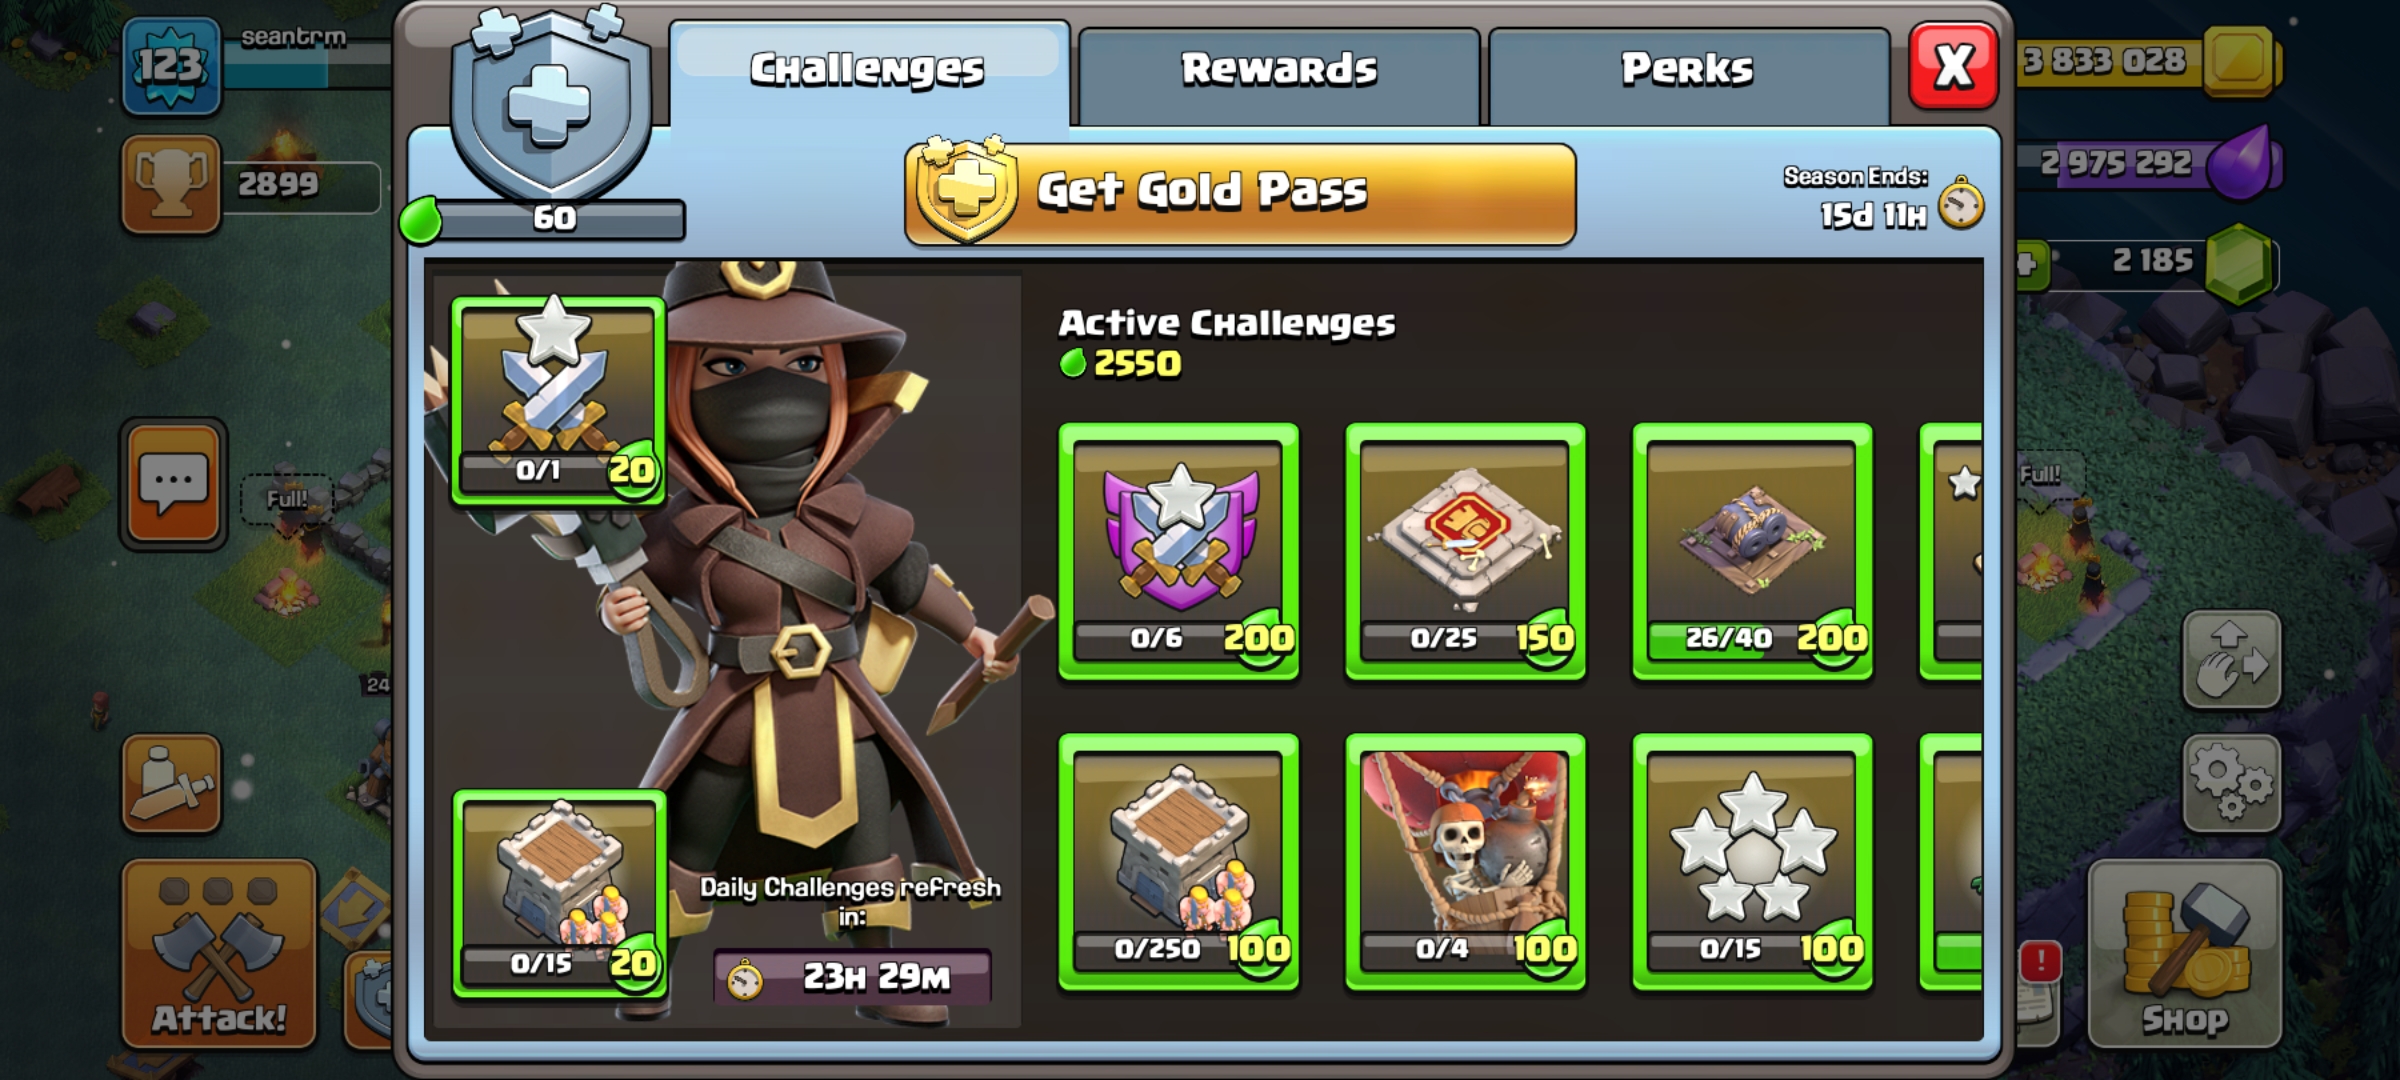 123
seantrm
Challenges
Rewards
Perks
X
3 833 028
2899
Get Gold Pass
Season Ends:
15d 11H
2 975 292
60
2 185
Active Challenges
2550
0/1
20
Full!
Full!
0/6
200
0/25
150
26/40
200
24
Daily Challenges refresh
in:
0/15
20
23H 29M
0/250
100
0/4
100
0/15
100
!
Attack!
Shop